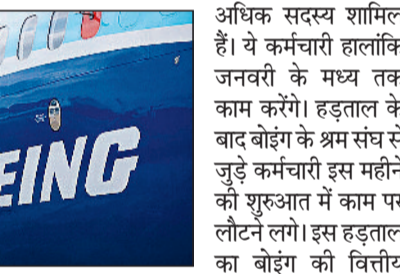 EING
अधिक सदस्य शामिल
हैं। ये कर्मचारी हालांकि
जनवरी के मध्य तक
काम करेंगे। हड़ताल के
बाद बोइंग के श्रम संघ से
जुड़े कर्मचारी इस महीने
की शुरुआत में काम पर
लौटने लगे। इस हड़ताल
का बोइंग की वित्तीय